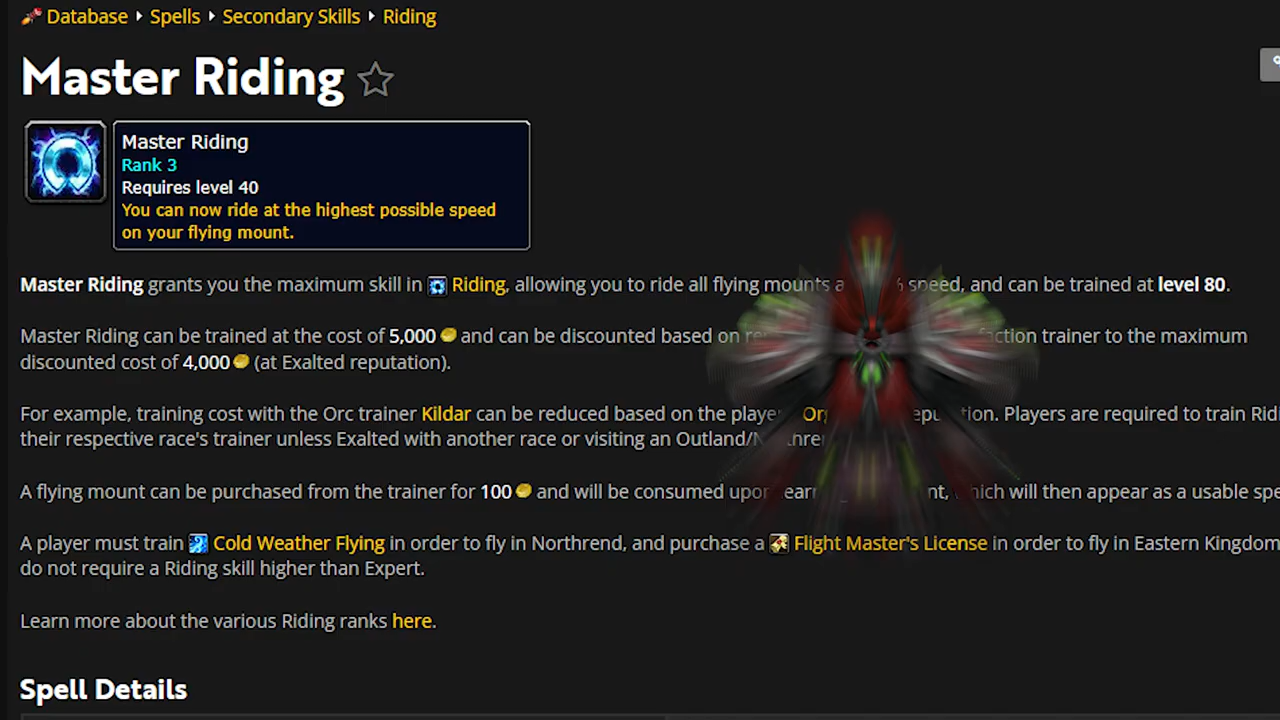 Database Spells Secondary Skills Riding
Master Riding
Master Riding
Rank 3
Requires level 40
You can now ride at the highest possible speed
on your flying mount.
Master Riding grants you the maximum skill in Riding, allowing you to ride all flying mounts speed, and can be trained at level 80.
Master Riding can be trained at the cost of 5,000 and can be discounted based on trainer to the maximum
discounted cost of 4,000 (at Exalted reputation).
For example, training cost with the Orc trainer Kildar can be reduced based on the Players are required to train
their respective race's trainer unless Exalted with another race or visiting an
A flying mount can be purchased from the trainer for 100 and will be consumed upon which will then appear as a usable
A player must train Cold Weather Flying in order to fly in Northrend, and purchase a Flight Master's License in order to fly in Eastern
do not require a Riding skill higher than Expert.
Learn more about the various Riding ranks here.
Spell Details